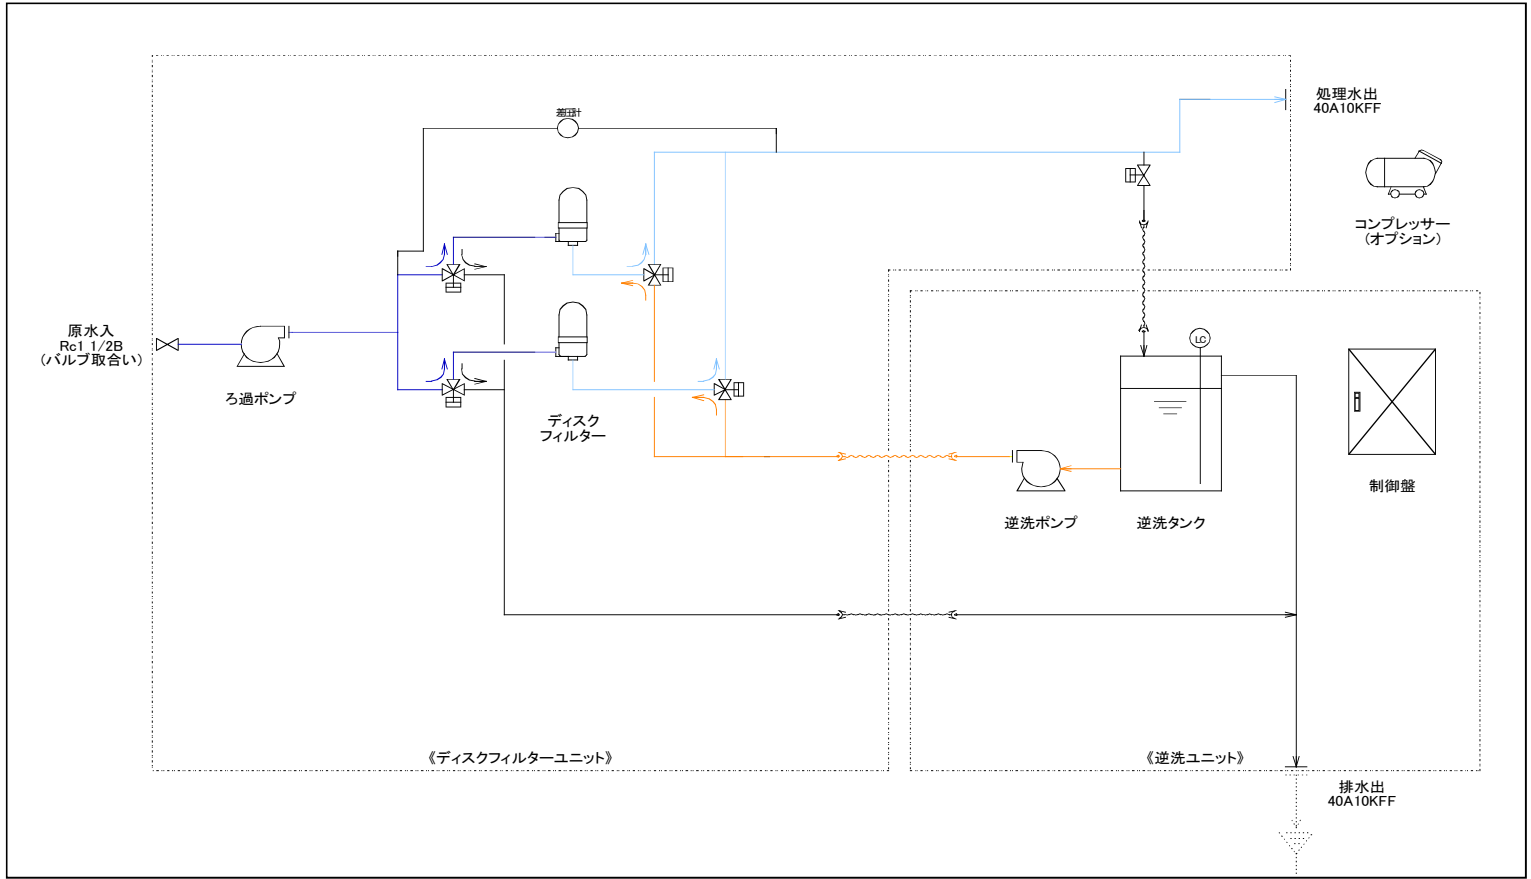 差圧計
処理水出
40A10KFF
コンプレッサー
(オプション)
原水入
Rc1 1/2B
(バルブ取合い)
ろ過ポンプ
ディスク
フィルター
LC
逆洗ポンプ
逆洗タンク
制御盤
《ディスクフィルターユニット》
《逆洗ユニット》
排水出
40A10KFF